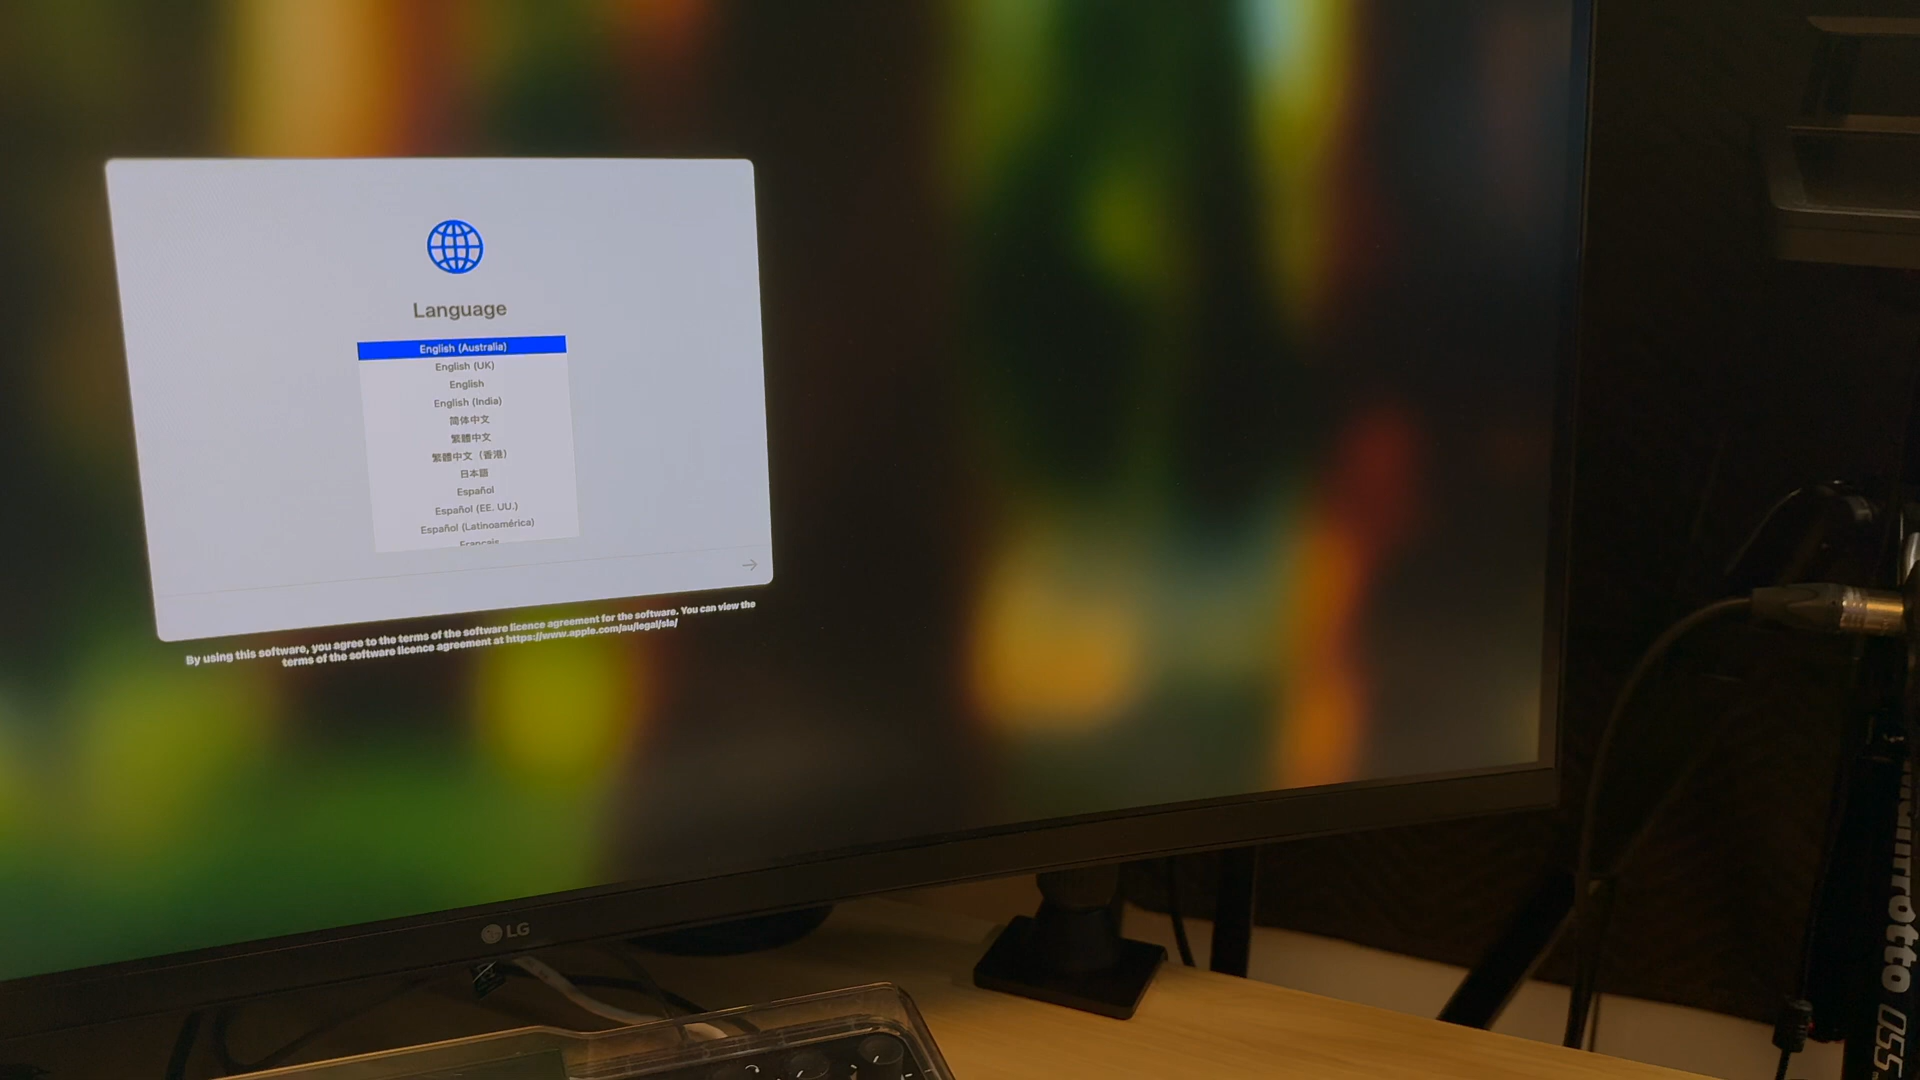 Language
English (Australia)
English (UK)
English
English (India)
简体中文
繁體中文
繁體中文（香港）
日本語
Español
Español (EE. UU.)
Español (Latinoamérica)
Français
By using this software, you agree to the terms of the software licence agreement for the software. You can view the
terms of the software licence agreement at https://www.apple.com/au/legal/sla/
LG
Manfrotto 055